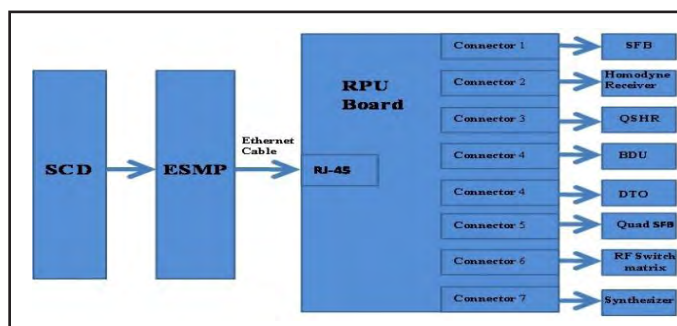 SCD
ESMP
Ethernet
Cable
RPU
Board
RJ-45
Connector 1
SFB
Connector 2
Homodyne
Receiver
Connector 3
QSHR
Connector 4
BDU
Connector 4
DTO
Connector 5
Quad SFB
Connector 6
RF Switch
matrix
Connector 7
Synthesizer